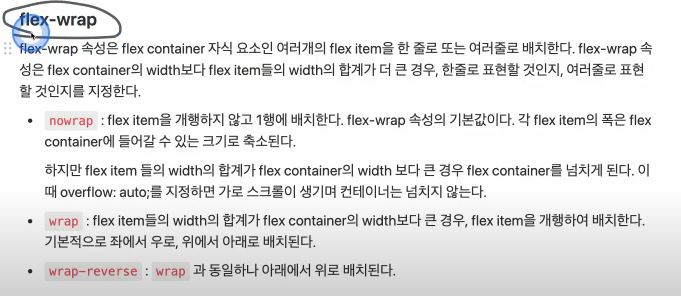 flex-wrap
flex-wrap 속성은 flex container 자식 요소인 여러개의 flex item을 한 줄로 또는 여러줄로 배치한다. flex-wrap 속
성은 flex container의 width보다 flex item들의 width의 합계가 더 큰 경우, 한줄로 표현할 것인지, 여러줄로 표현
할 것인지를 지정한다.
• nowrap : flex item을 개행하지 않고 1행에 배치한다. flex-wrap 속성의 기본값이다. 각 flex item의 폭은 flex
container에 들어갈 수 있는 크기로 축소된다.
하지만 flex item 들의 width의 합계가 flex container의 width 보다 큰 경우 flex container를 넘치게 된다. 이
때 overflow: auto;를 지정하면 가로 스크롤이 생기며 컨테이너는 넘치지 않는다.
• wrap : flex item들의 width의 합계가 flex container의 width보다 큰 경우, flex item을 개행하여 배치한다.
기본적으로 좌에서 우로, 위에서 아래로 배치된다.
• wrap-reverse : wrap 과 동일하나 아래에서 위로 배치된다.